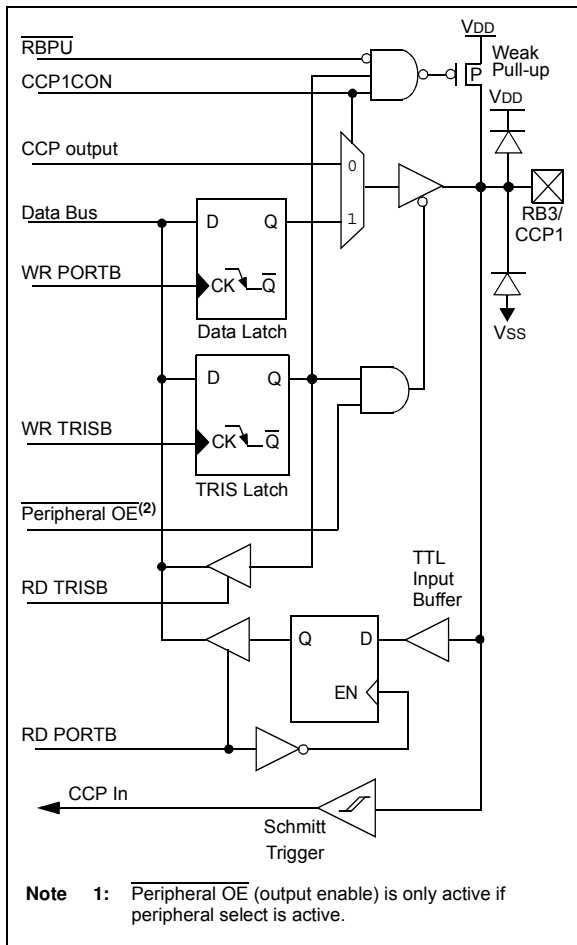 VDD
RBPU
Weak
Pull-up
P
CCP1CON
VDD
CCP output
0
Data Bus
D Q
1
RB3/
CCP1
WR PORTB
CK Q
Data Latch
VSS
D Q
WR TRISB
CK Q
TRIS Latch
Peripheral OE(2)
TTL
Input
Buffer
RD TRISB
Q D
EN
RD PORTB
CCP In
Schmitt
Trigger
Note 1: Peripheral OE (output enable) is only active if
peripheral select is active.